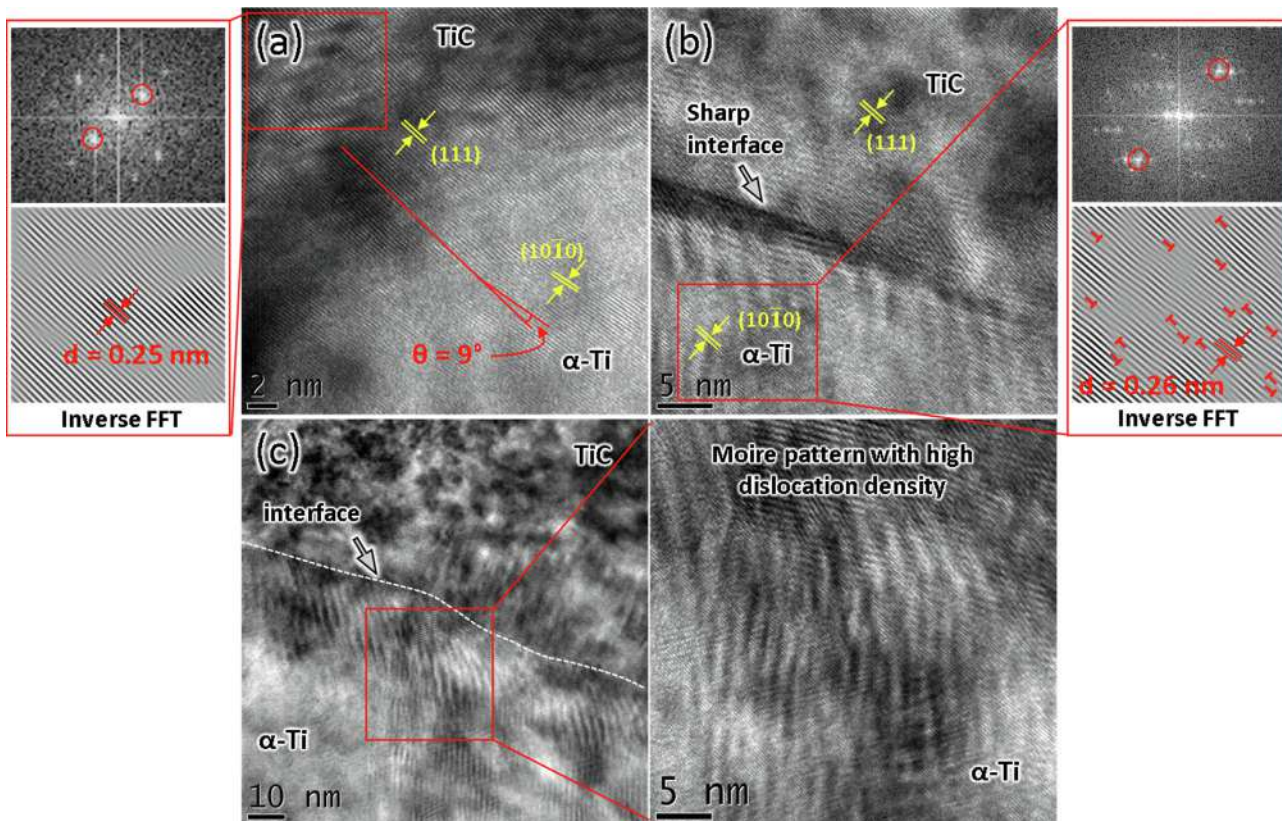 (a)
TiC
(111)
(101̄0)
θ = 9°
α-Ti
2 nm
d = 0.25 nm
Inverse FFT
(b)
TiC
Sharp
interface
(111)
(101̄0)
α-Ti
5 nm
d = 0.26 nm
Inverse FFT
(c)
TiC
interface
α-Ti
10 nm
Moire pattern with high
dislocation density
α-Ti
5 nm